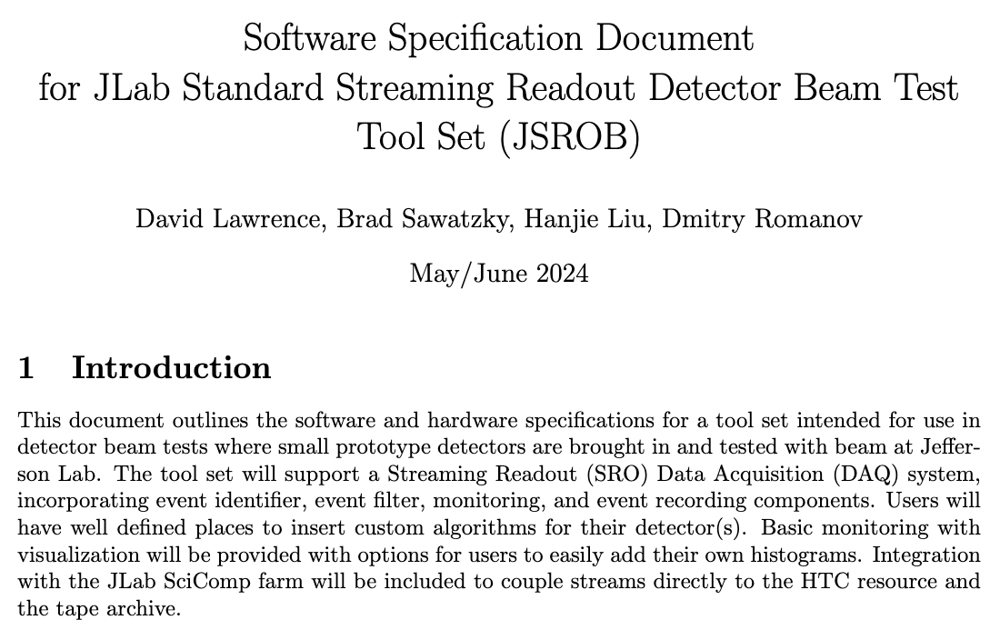 Software Specification Document
for JLab Standard Streaming Readout Detector Beam Test
Tool Set (JSROB)
David Lawrence, Brad Sawatzky, Hanjie Liu, Dmitry Romanov
May/June 2024
1 Introduction
This document outlines the software and hardware specifications for a tool set intended for use in
detector beam tests where small prototype detectors are brought in and tested with beam at Jeffer-
son Lab. The tool set will support a Streaming Readout (SRO) Data Acquisition (DAQ) system,
incorporating event identifier, event filter, monitoring, and event recording components. Users will
have well defined places to insert custom algorithms for their detector(s). Basic monitoring with
visualization will be provided with options for users to easily add their own histograms. Integration
with the JLab SciComp farm will be included to couple streams directly to the HTC resource and
the tape archive.